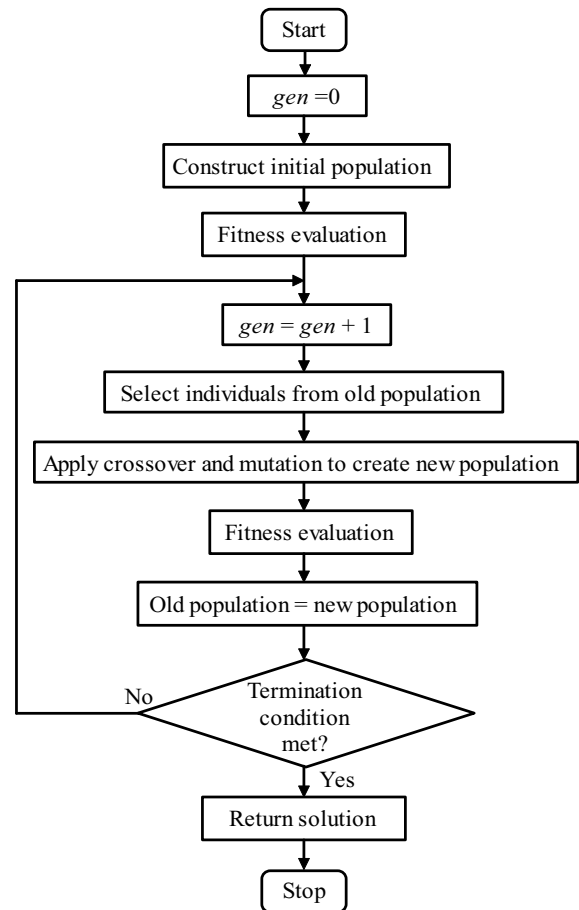 Start
gen =0
Construct initial population
Fitness evaluation
gen = gen + 1
Select individuals from old population
Apply crossover and mutation to create new population
Fitness evaluation
Old population = new population
No
Termination
condition
met?
Yes
Return solution
Stop